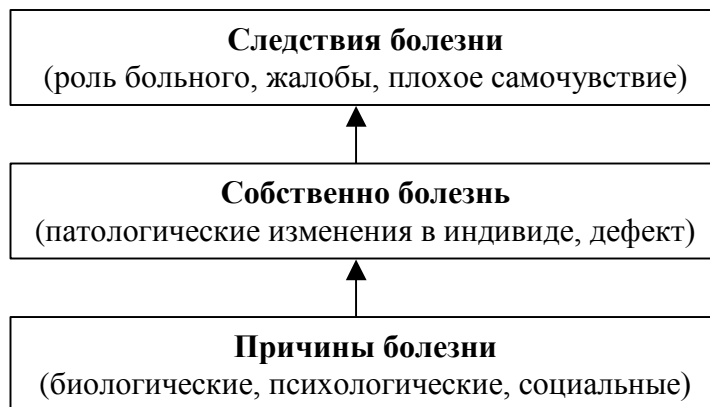 Следствия болезни
(роль больного, жалобы, плохое самочувствие)
Собственно болезнь
(патологические изменения в индивиде, дефект)
Причины болезни
(биологические, психологические, социальные)